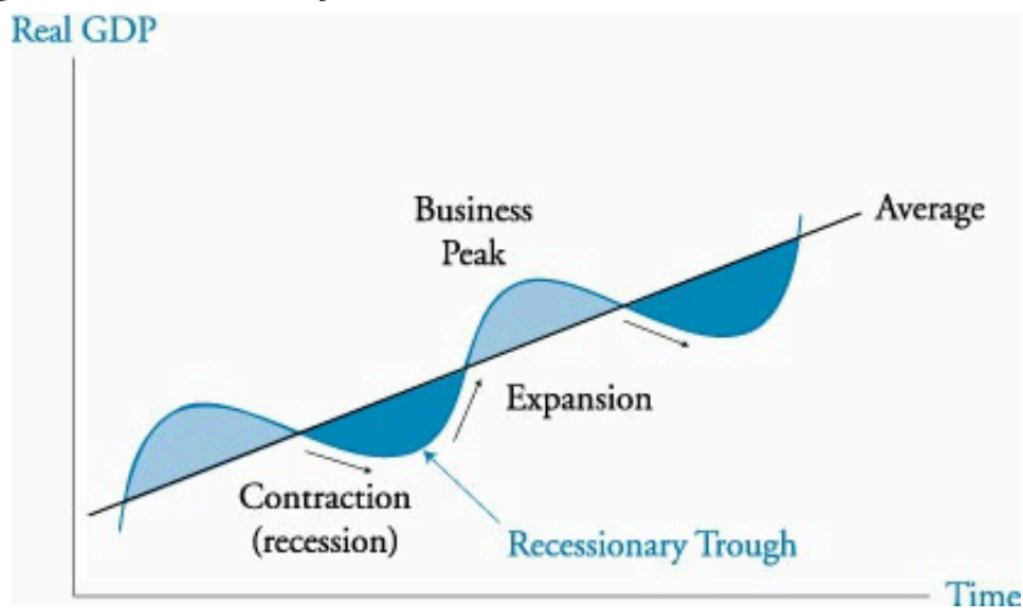 Real GDP
Business
Peak
Average
Expansion
Contraction
(recession)
Recessionary Trough
Time